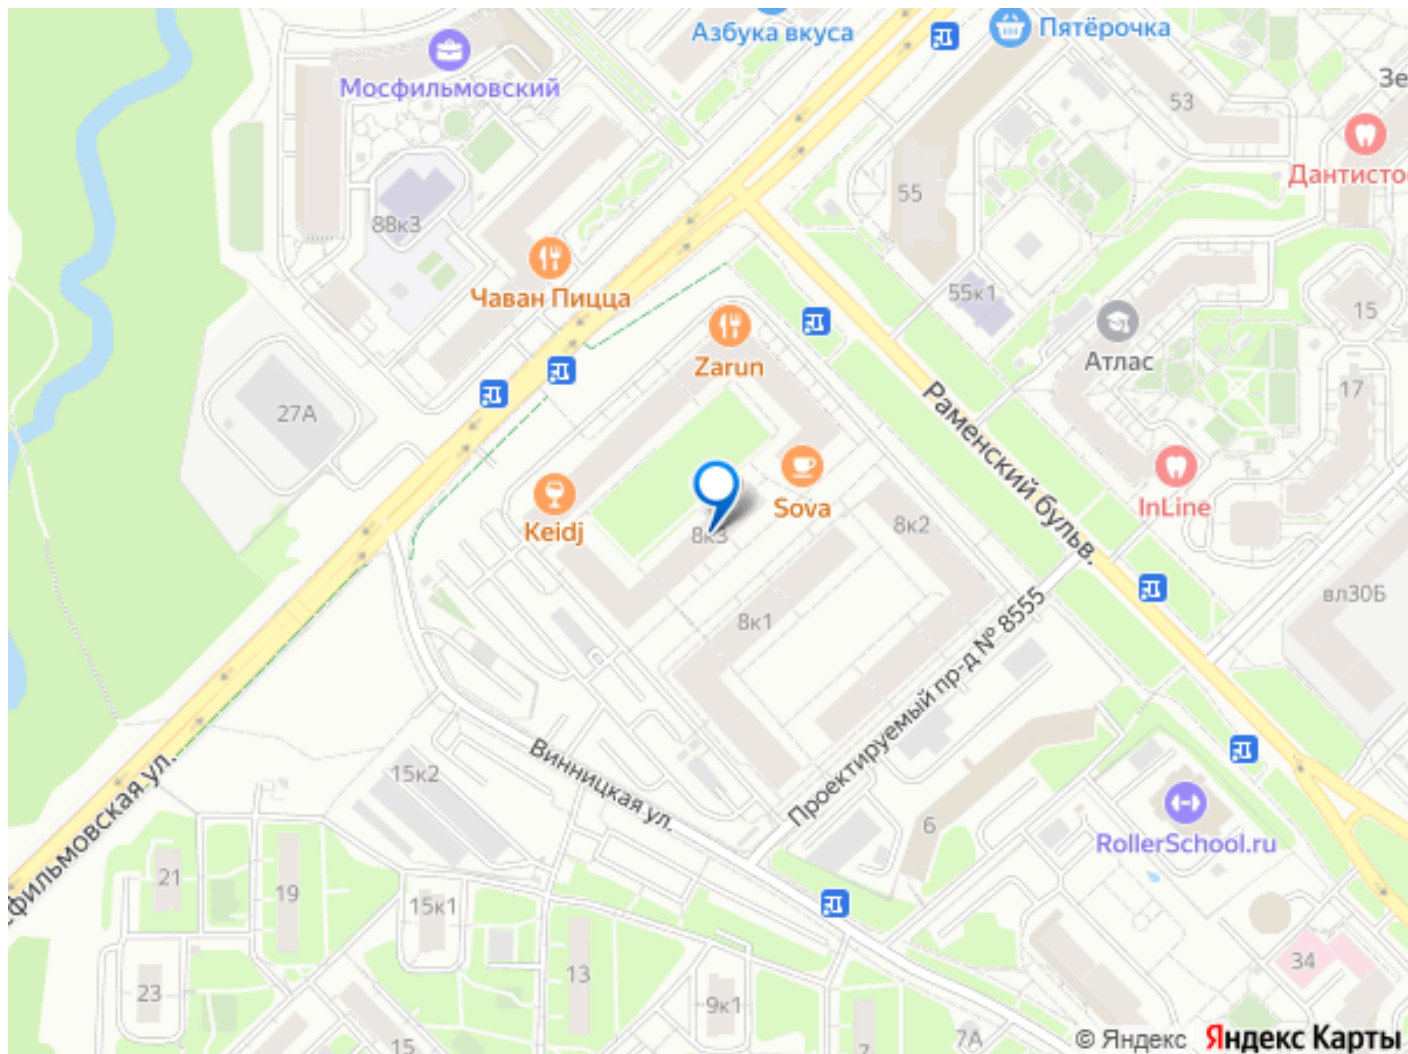 Азбука вкуса
Пятёрочка
Мосфильмовский
53
Дантисто
55
88к3
55к1
Чаван Пицца
15
Zarun
Атлас
17
27А
Раменский бульв.
Keidj
Sova
InLine
8к3
8к2
вл30Б
8к1
Проектируемый пр-д № 8555
Винницкая ул.
15к2
фильмовская ул.
6
RollerSchool.ru
21
19
15к1
34
13
23
9к1
7А
15
7
© Яндекс Яндекс Карты